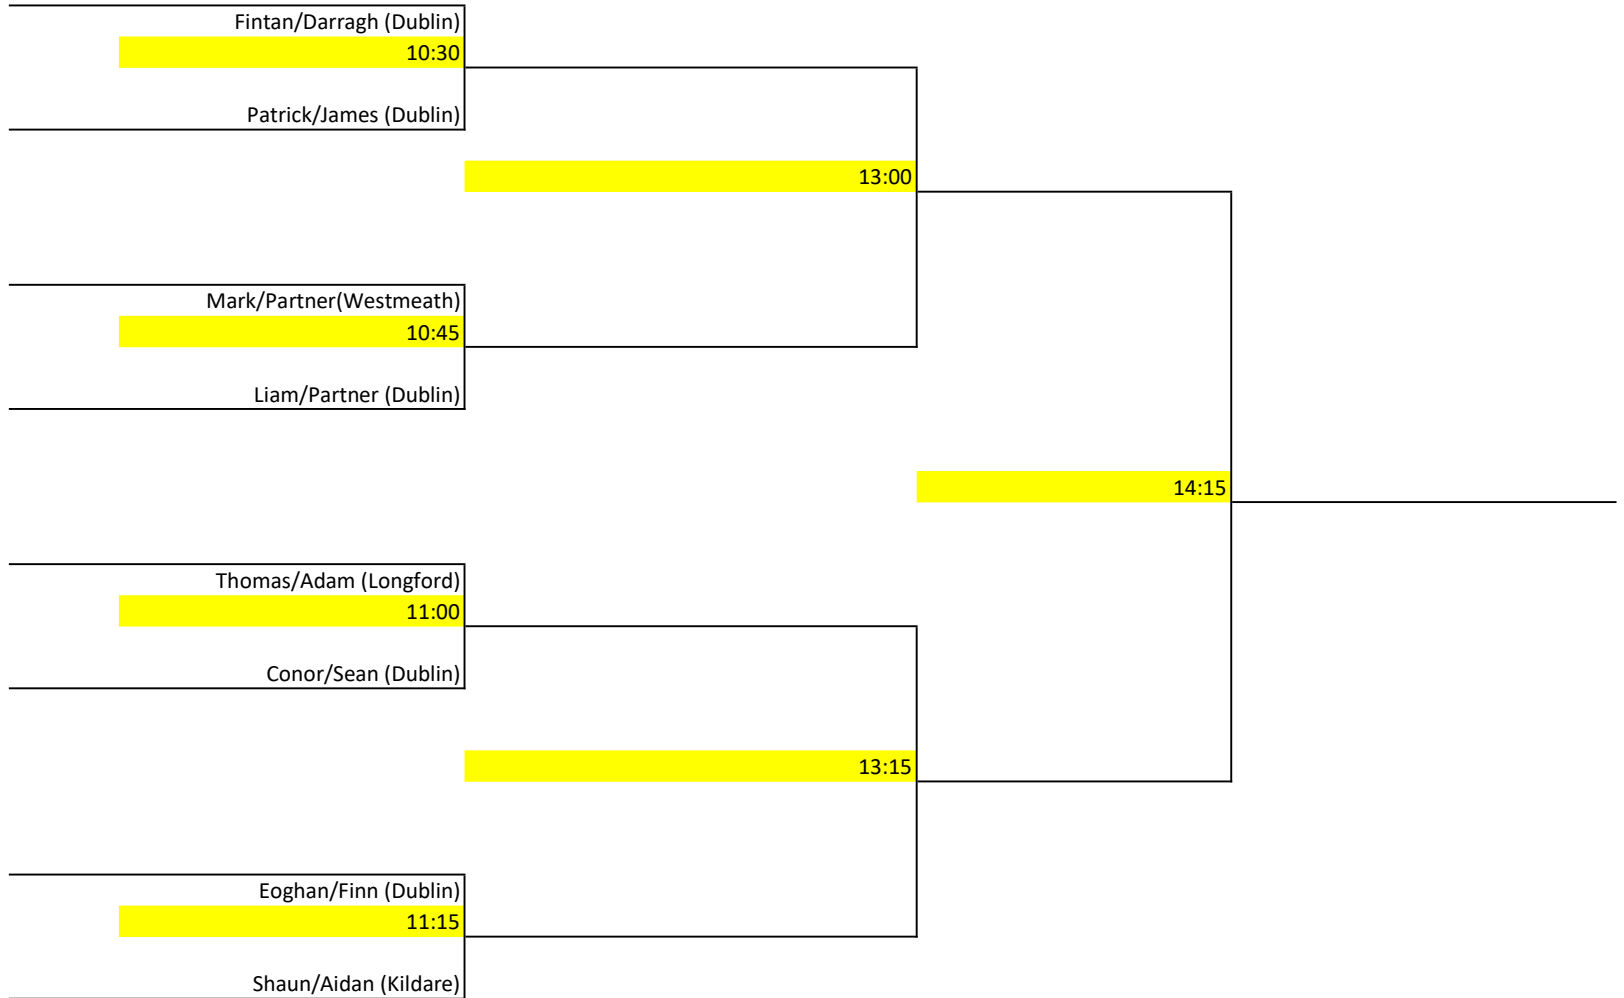 Fintan/Darragh (Dublin)
10:30
Patrick/James (Dublin)
13:00
Mark/Partner(Westmeath)
10:45
Liam/Partner (Dublin)
14:15
Thomas/Adam (Longford)
11:00
Conor/Sean (Dublin)
13:15
Eoghan/Finn (Dublin)
11:15
Shaun/Aidan (Kildare)